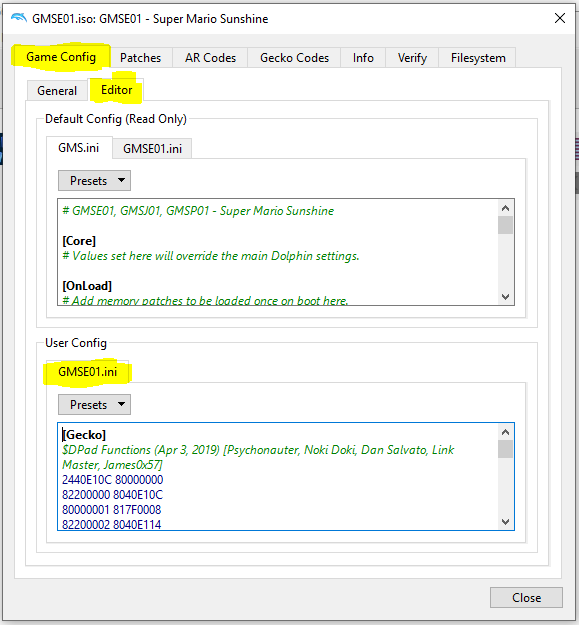 GMSE01.iso: GMSE01 - Super Mario Sunshine
Game Config Patches AR Codes Gecko Codes Info Verify Filesystem
General Editor
Default Config (Read Only)
GMS.ini GMSE01.ini
Presets
# GMSE01, GMSJ01, GMSP01 - Super Mario Sunshine
[Core]
# Values set here will override the main Dolphin settings.
[OnLoad]
# Add memory patches to be loaded once on boot here.
User Config
GMSE01.ini
Presets
[Gecko]
$DPad Functions (Apr 3, 2019) [Psychonauter, Noki Doki, Dan Salvato, Link
Master, James0x57]
2440E10C 80000000
82200000 8040E10C
80000001 817F0008
82200002 8040E114
Close